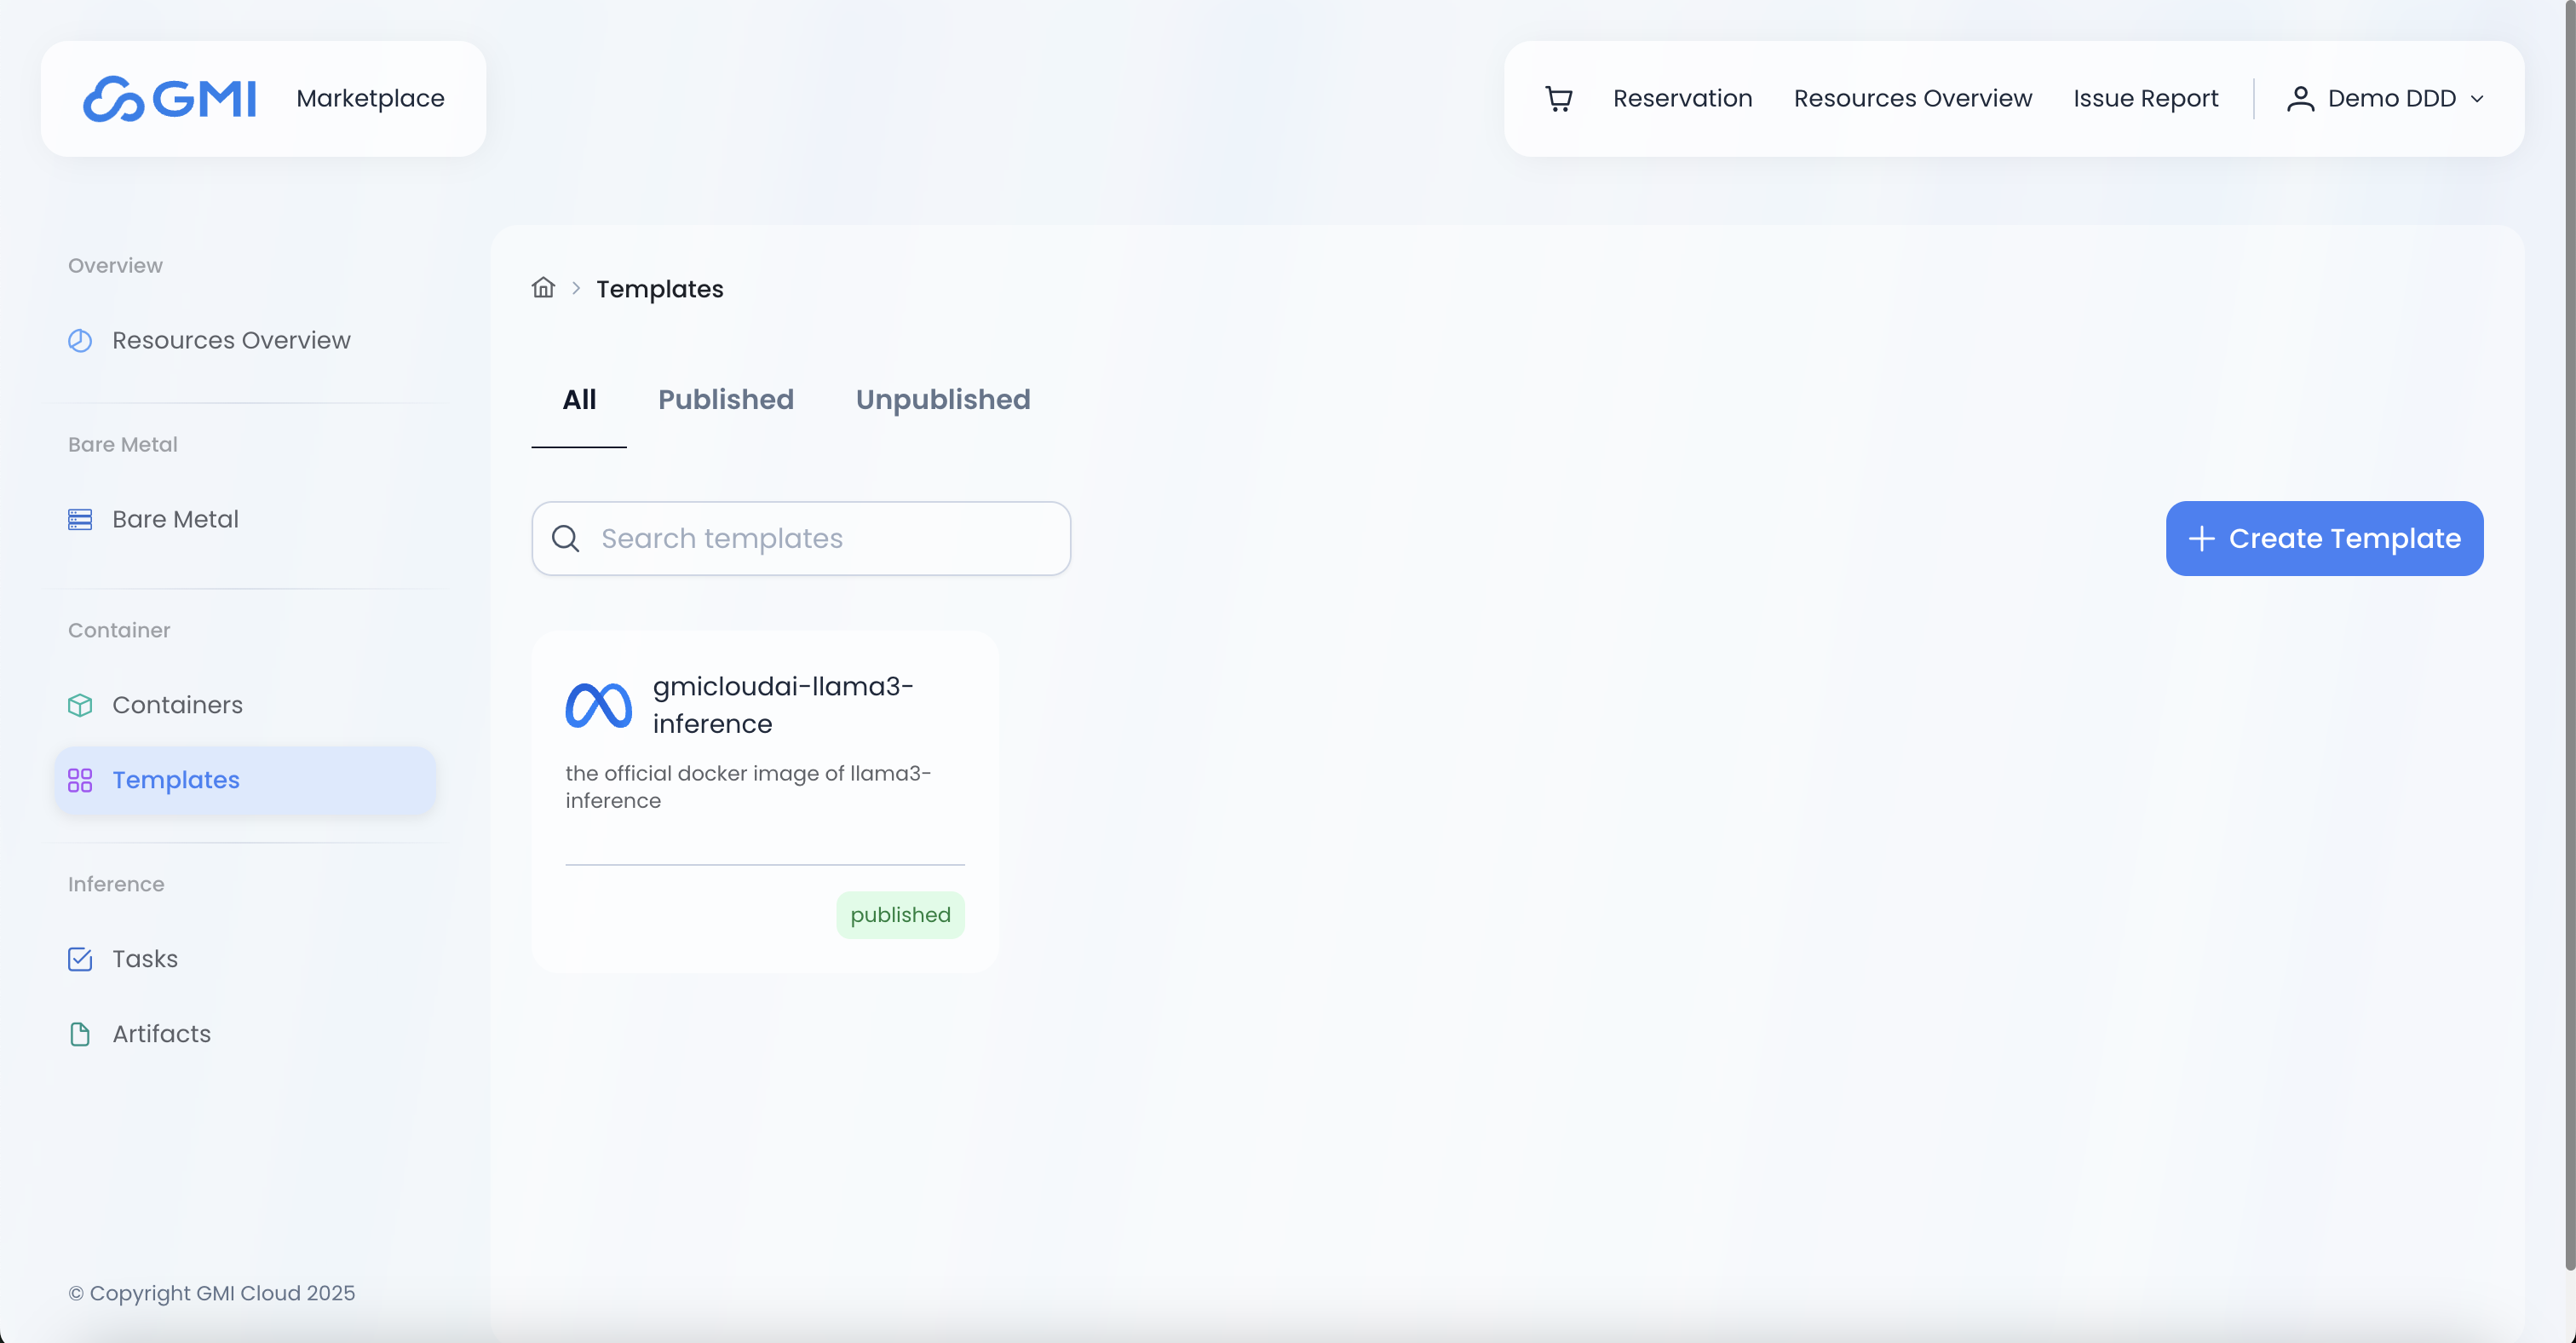 GMI
Marketplace
Reservation
Resources Overview
Issue Report
Demo DDD
Overview
Resources Overview
Bare Metal
Bare Metal
Container
Containers
Templates
Inference
Tasks
Artifacts
© Copyright GMI Cloud 2025
Templates
All
Published
Unpublished
Search templates
Create Template
gmicloudai-llama3-
inference
the official docker image of llama3-
inference
published